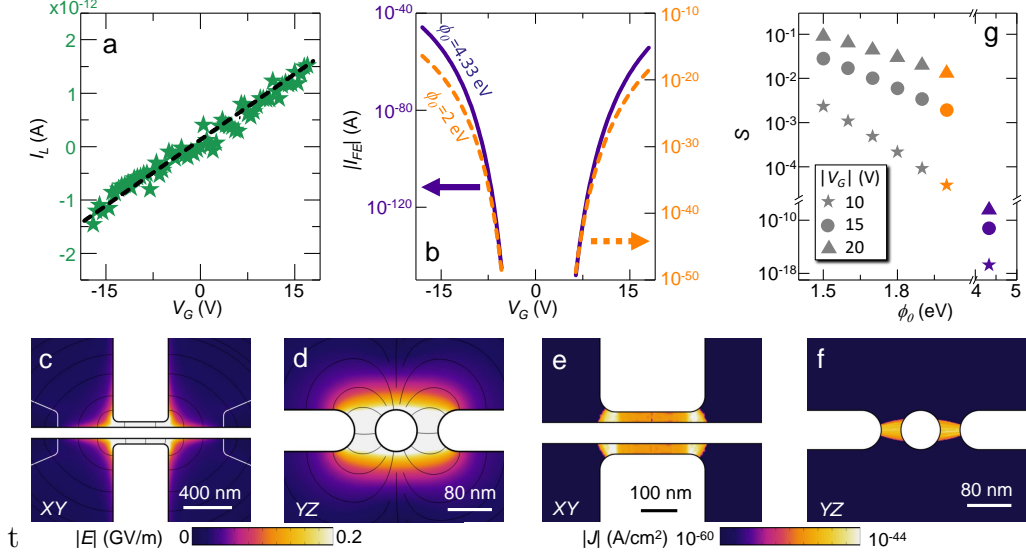 a
x10⁻¹²
1
0
-1
-2
I_L (A)
-15
0
15
V_G (V)
b
10⁻⁴⁰
10⁻⁸⁰
10⁻¹²⁰
|I_FE| (A)
ϕ₀=4.33 eV
ϕ₀=2 eV
10⁻¹⁰
10⁻²⁰
10⁻³⁰
10⁻⁴⁰
10⁻⁵⁰
-15
0
15
V_G (V)
g
10⁻¹
10⁻²
10⁻³
10⁻⁴
10⁻¹⁰
10⁻¹⁸
S
|V_G| (V)
10
15
20
1.5
1.8
4
5
ϕ₀ (eV)
c
XY
400 nm
d
YZ
80 nm
e
XY
100 nm
f
YZ
80 nm
t
|E| (GV/m) 0 0.2
|J| (A/cm²) 10⁻⁶⁰ 10⁻⁴⁴